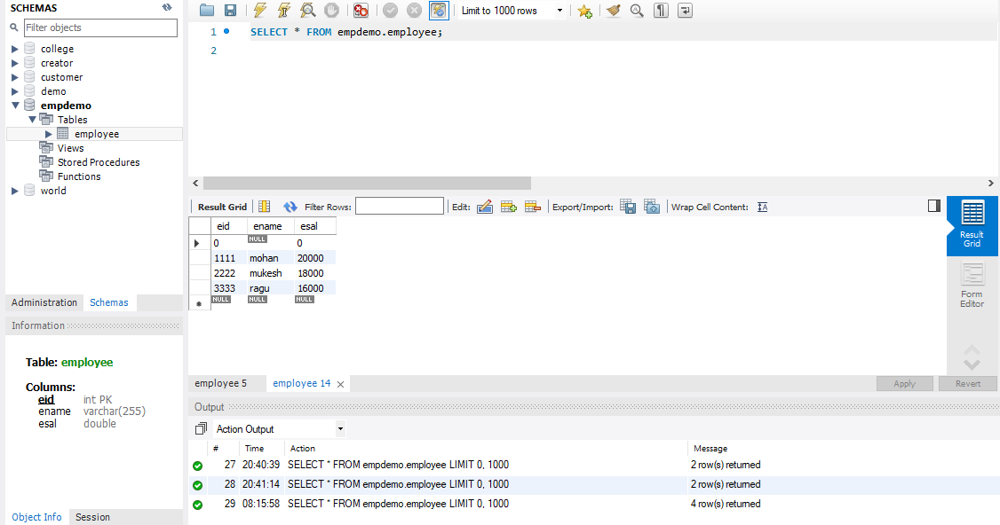 SCHEMAS
Filter objects
college
creator
customer
demo
empdemo
Tables
employee
Views
Stored Procedures
Functions
world
Administration Schemas
Information
Table: employee
Columns:
eid int PK
ename varchar(255)
esal double
Object Info Session
Limit to 1000 rows
1 SELECT * FROM empdemo.employee;
2
Result Grid Filter Rows: Edit: Export/Import: Wrap Cell Content:
eid ename esal
0 NULL 0
1111 mohan 20000
2222 mukesh 18000
3333 ragu 16000
NULL NULL NULL
Result
Grid
Form
Editor
employee 5 employee 14 Apply Revert
Output
Action Output
# Time Action Message
27 20:40:39 SELECT * FROM empdemo.employee LIMIT 0, 1000 2 row(s) returned
28 20:41:14 SELECT * FROM empdemo.employee LIMIT 0, 1000 2 row(s) returned
29 08:15:58 SELECT * FROM empdemo.employee LIMIT 0, 1000 4 row(s) returned